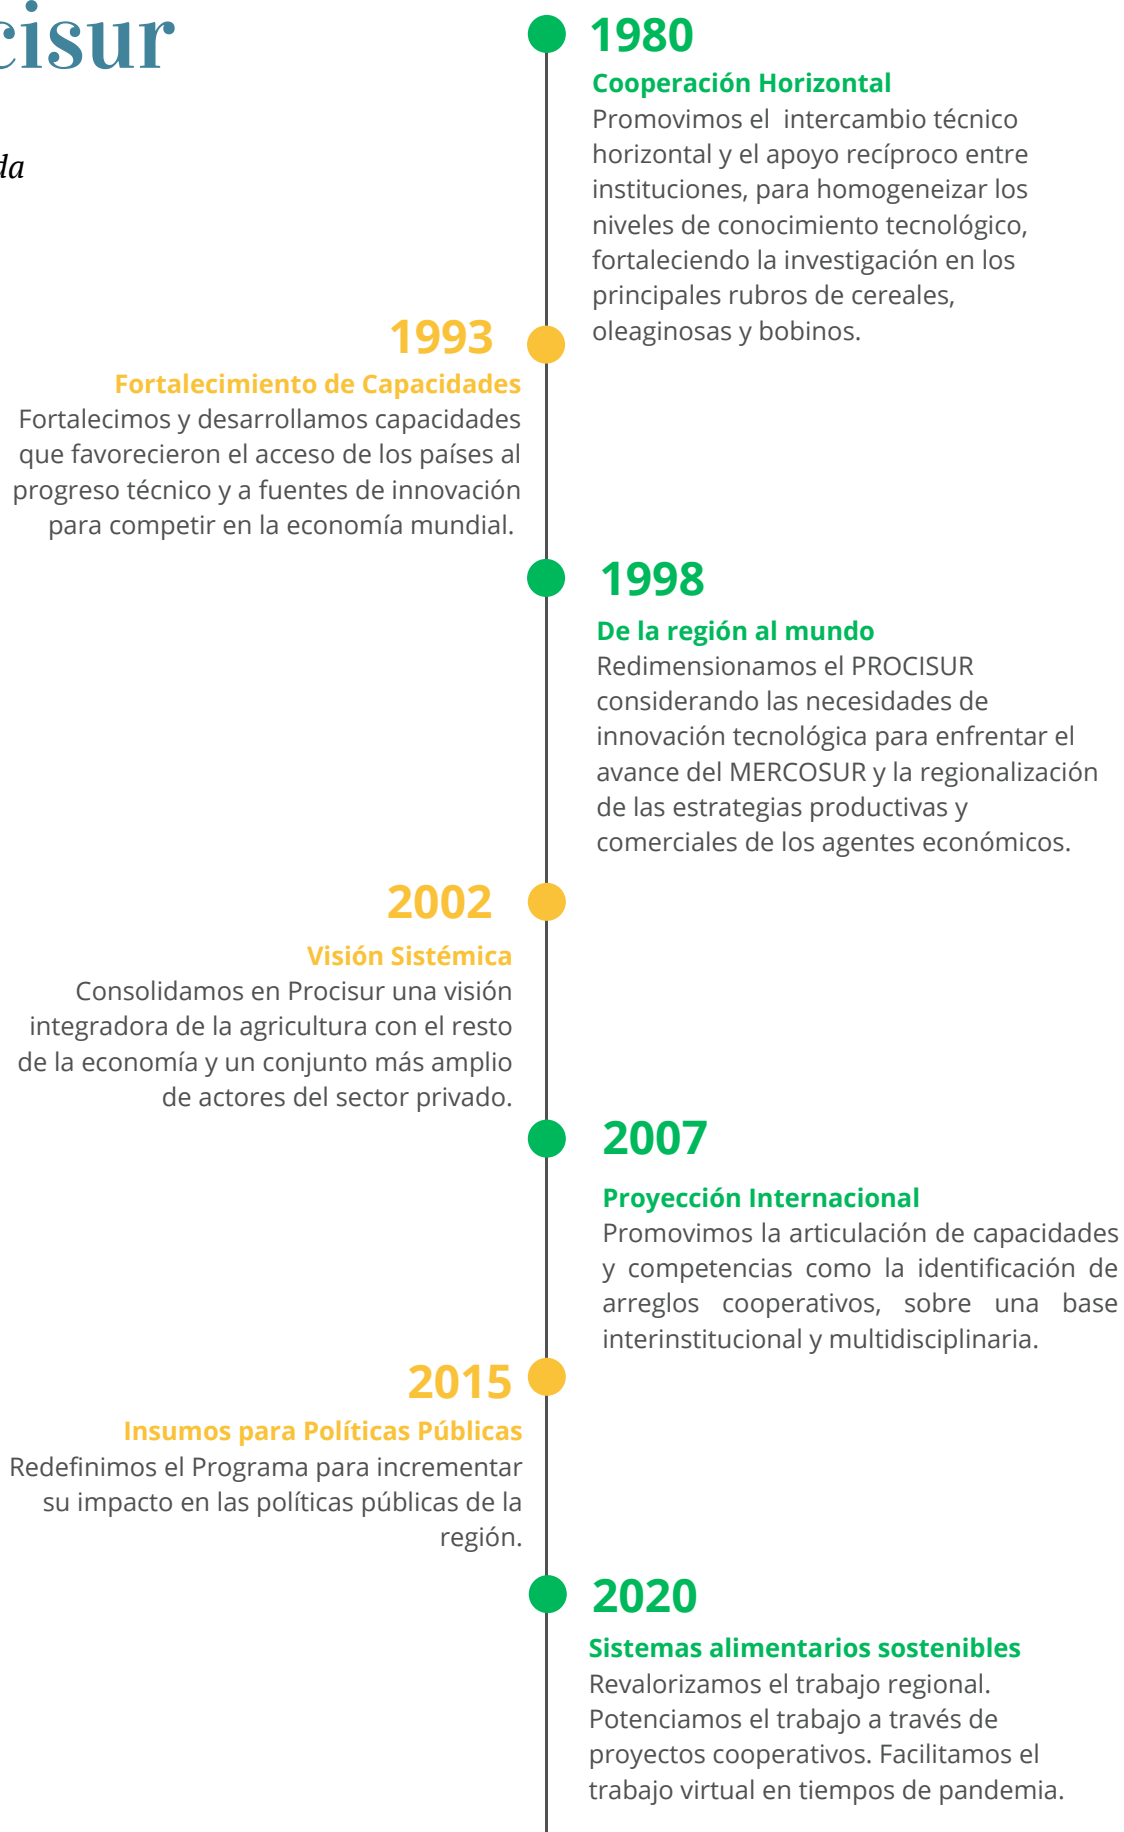 cisur
da
1980
Cooperación Horizontal
Promovimos el  intercambio técnico
horizontal y el apoyo recíproco entre
instituciones, para homogeneizar los
niveles de conocimiento tecnológico,
fortaleciendo la investigación en los
principales rubros de cereales,
oleaginosas y bobinos.
1993
Fortalecimiento de Capacidades
Fortalecimos y desarrollamos capacidades
que favorecieron el acceso de los países al
progreso técnico y a fuentes de innovación
para competir en la economía mundial.
1998
De la región al mundo
Redimensionamos el PROCISUR
considerando las necesidades de
innovación tecnológica para enfrentar el
avance del MERCOSUR y la regionalización
de las estrategias productivas y
comerciales de los agentes económicos.
2002
Visión Sistémica
Consolidamos en Procisur una visión
integradora de la agricultura con el resto
de la economía y un conjunto más amplio
de actores del sector privado.
2007
Proyección Internacional
Promovimos la articulación de capacidades
y competencias como la identificación de
arreglos cooperativos, sobre una base
interinstitucional y multidisciplinaria.
2015
Insumos para Políticas Públicas
Redefinimos el Programa para incrementar
su impacto en las políticas públicas de la
región.
2020
Sistemas alimentarios sostenibles
Revalorizamos el trabajo regional.
Potenciamos el trabajo a través de
proyectos cooperativos. Facilitamos el
trabajo virtual en tiempos de pandemia.